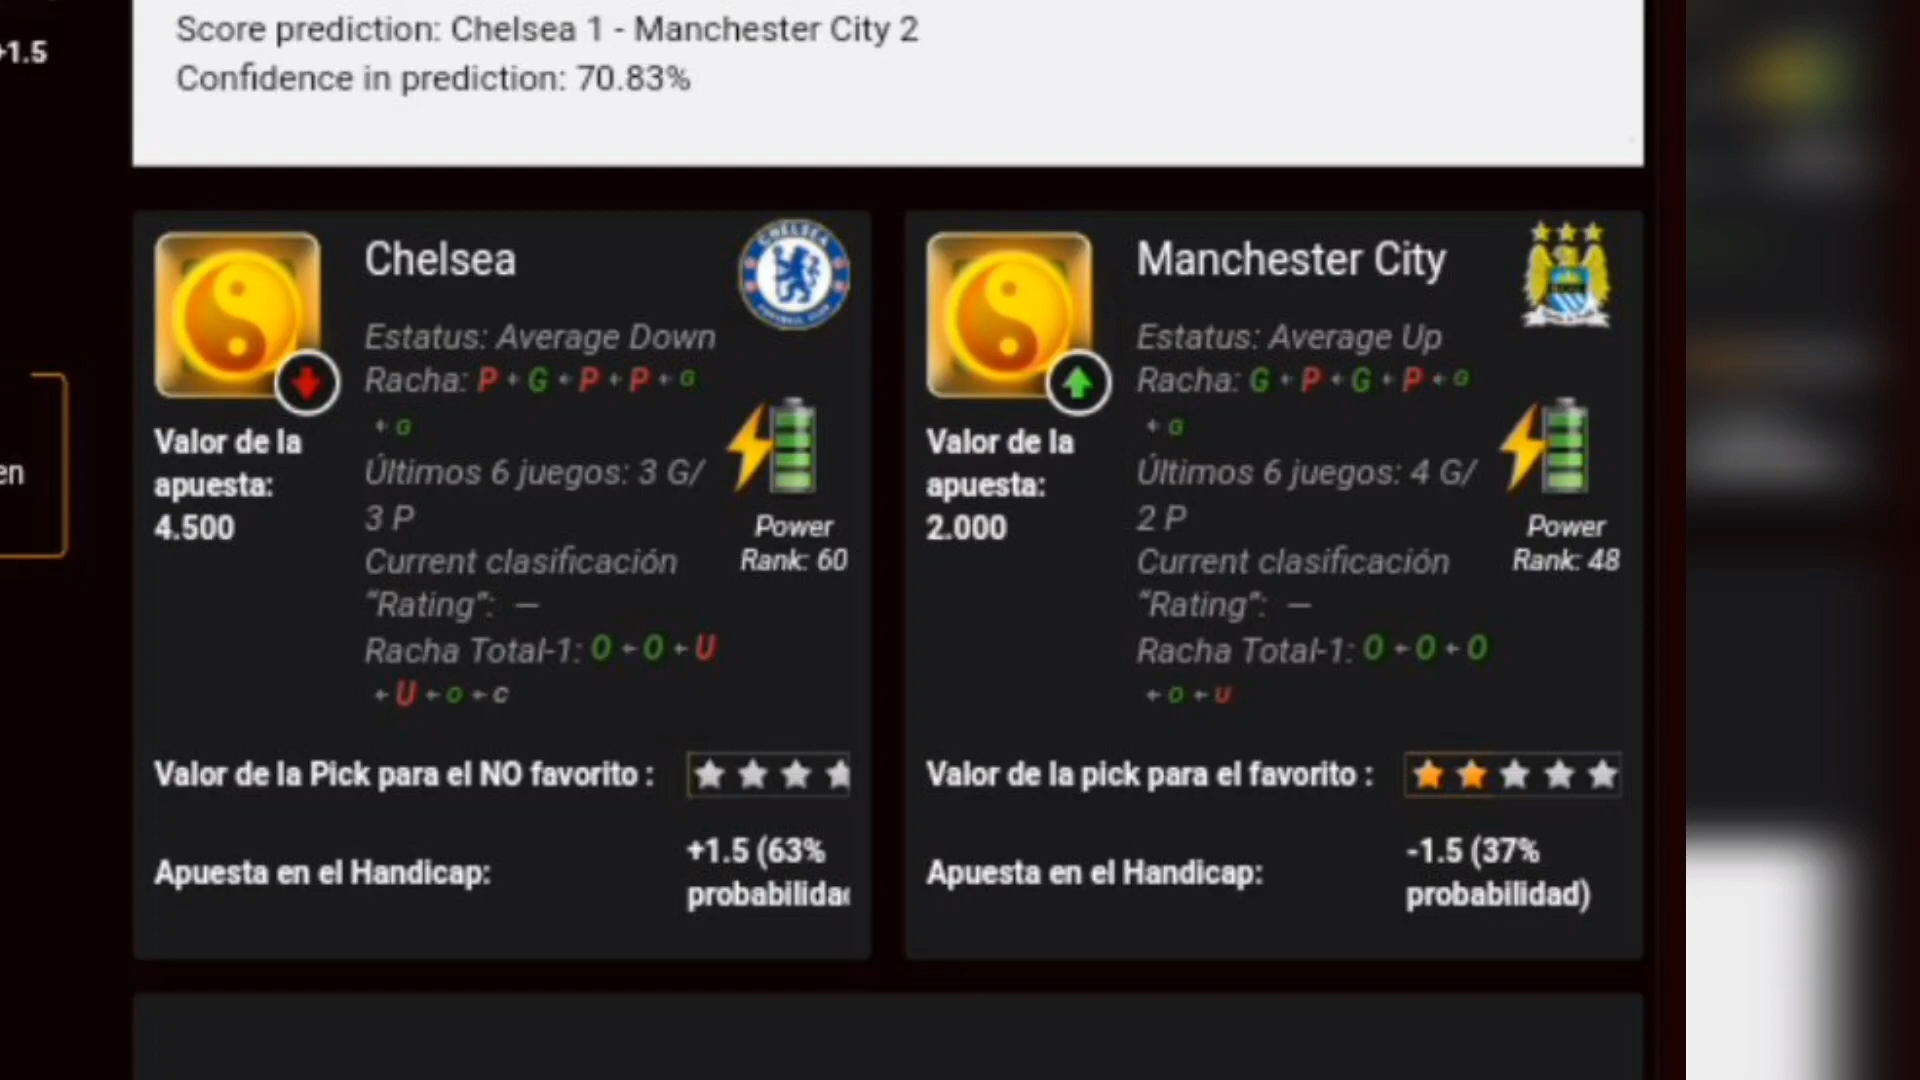 Score prediction: Chelsea 1 - Manchester City 2
Confidence in prediction: 70.83%
+1.5
en
Chelsea
Estatus: Average Down
Racha: P ← G ← P ← P ← G
← G
Últimos 6 juegos: 3 G/
3 P
Current clasificación
“Rating”: —
Racha Total-1: O ← O ← U
← U ← O ← C
Valor de la
apuesta:
4.500
Power
Rank: 60
Valor de la Pick para el NO favorito :
Apuesta en el Handicap:
+1.5 (63%
probabilidad
CHELSEA
FOOTBALL CLUB
Manchester City
Estatus: Average Up
Racha: G ← P ← G ← P ← G
← G
Últimos 6 juegos: 4 G/
2 P
Current clasificación
“Rating”: —
Racha Total-1: O ← O ← O
← O ← U
Valor de la
apuesta:
2.000
Power
Rank: 48
Valor de la pick para el favorito :
Apuesta en el Handicap:
-1.5 (37%
probabilidad)